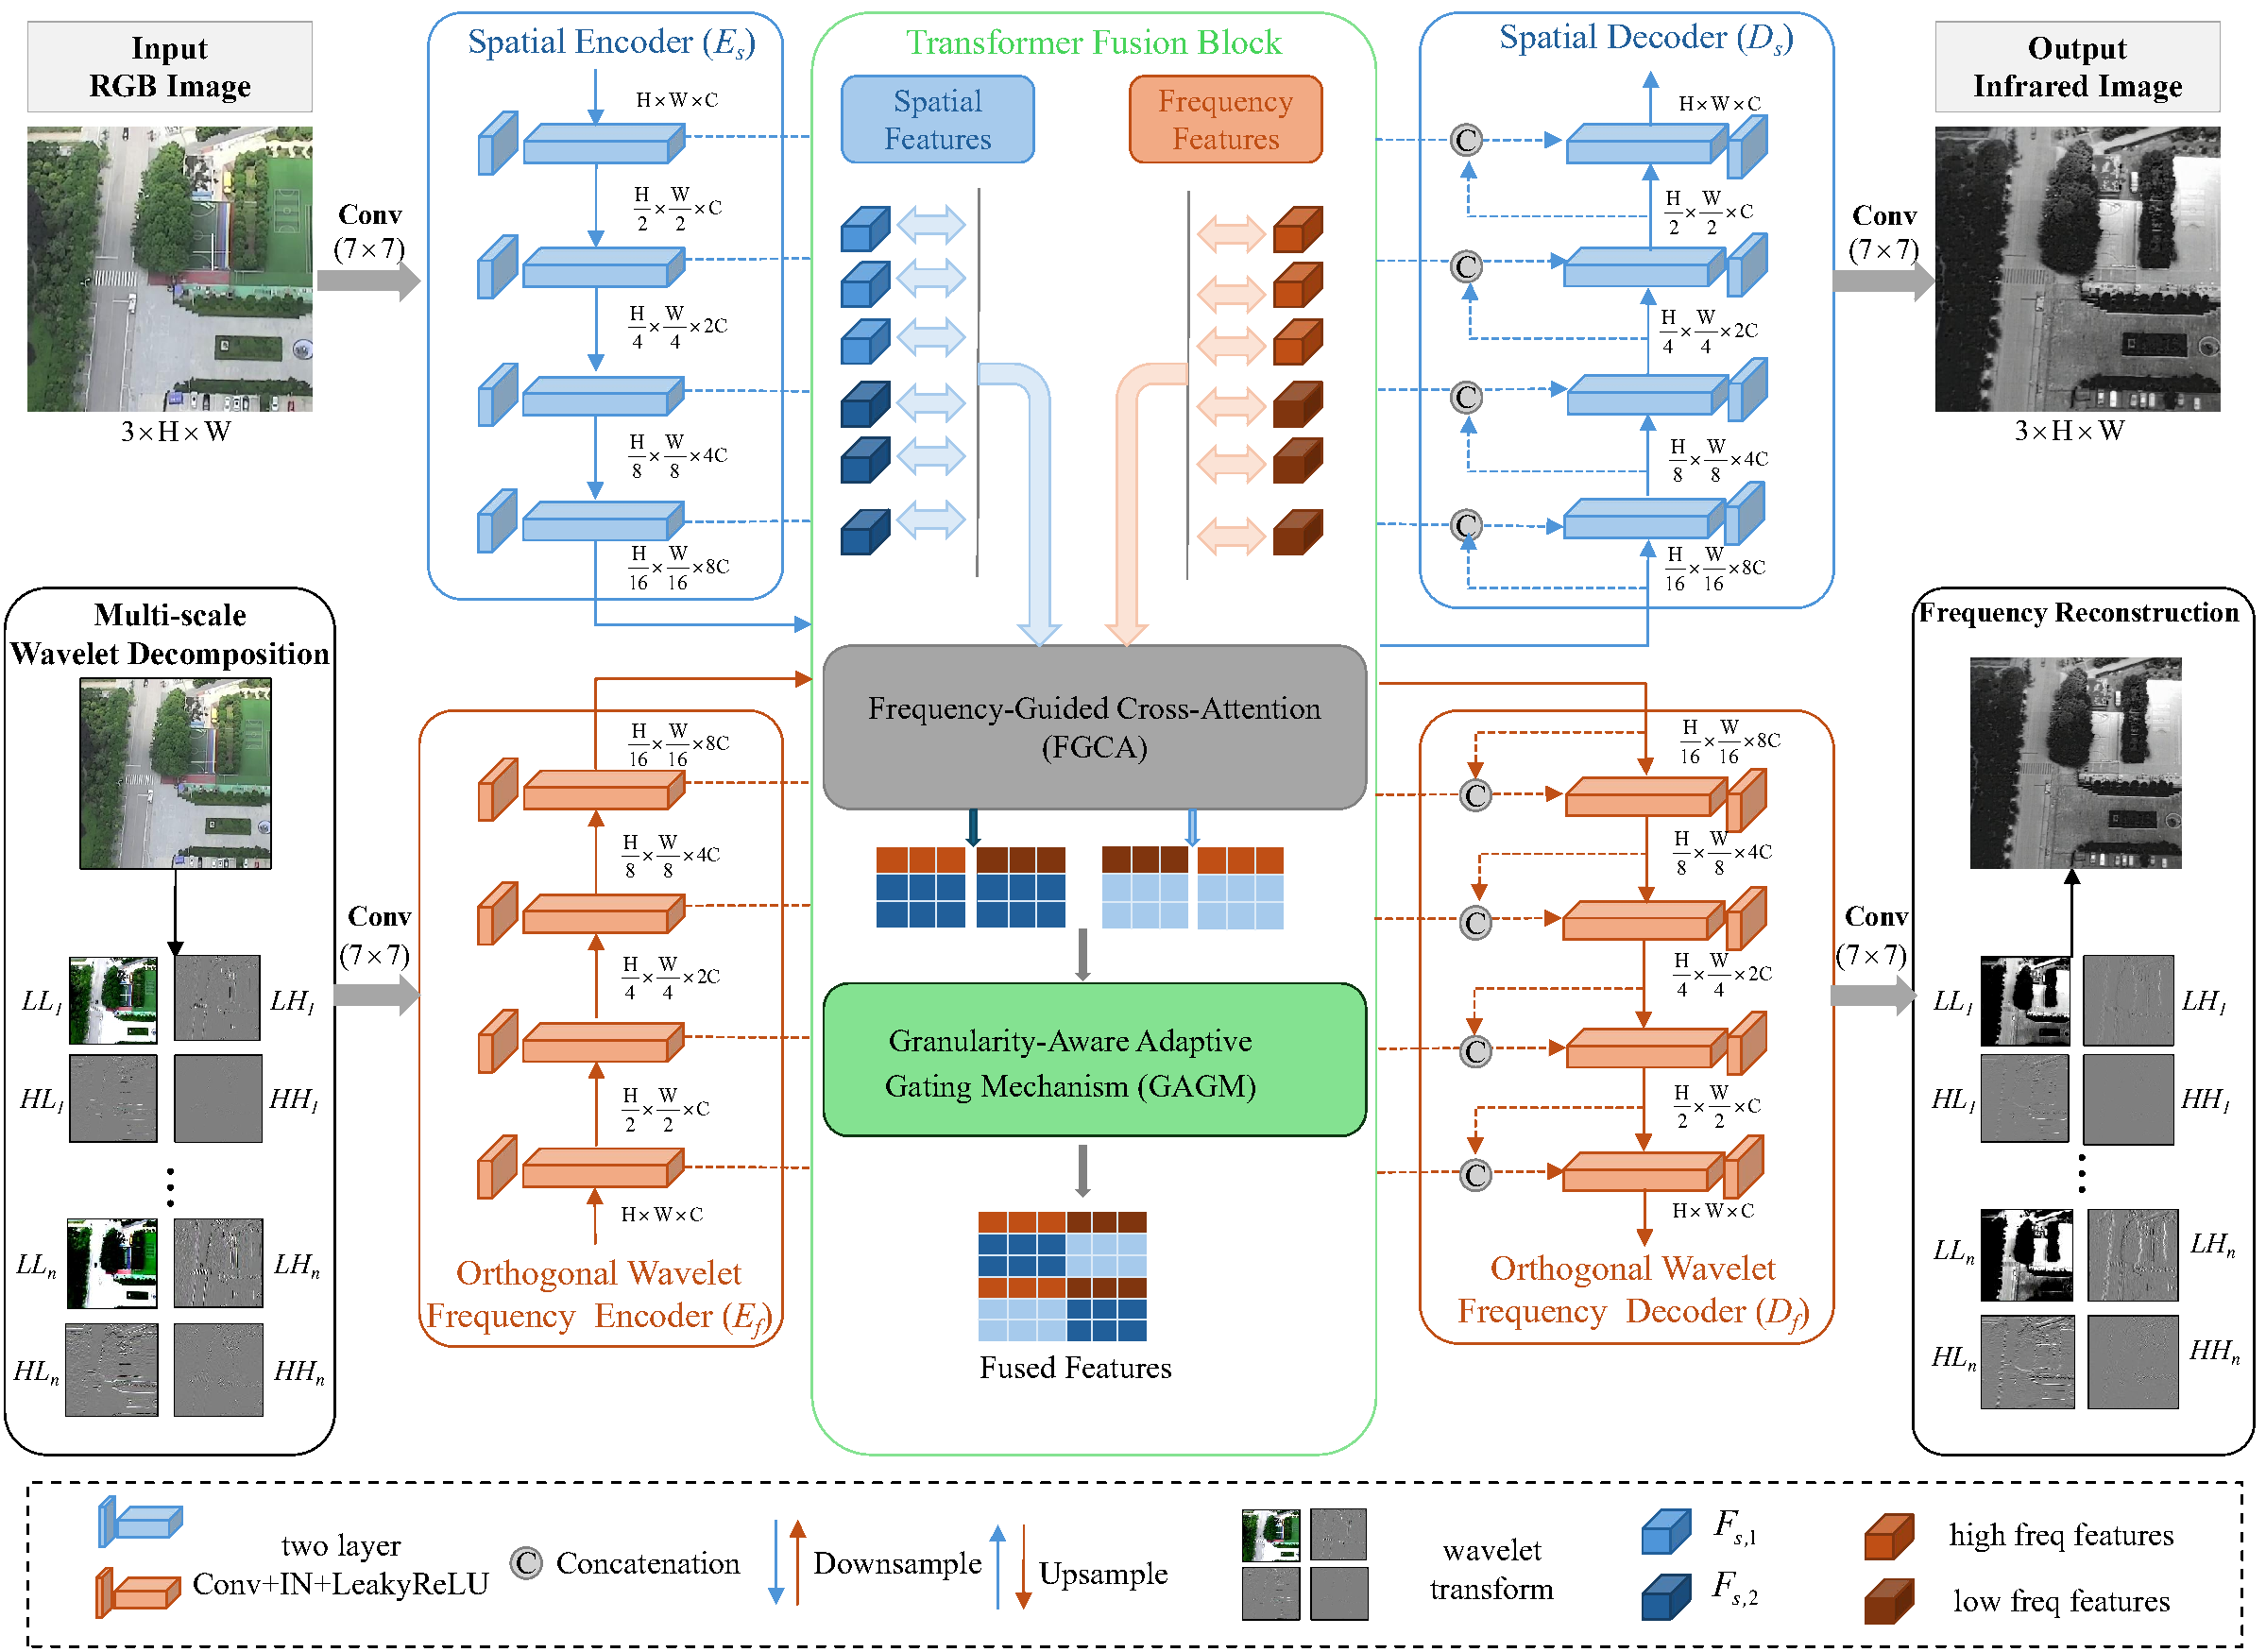 Input
RGB Image
3×H×W
Conv
(7×7)
Spatial Encoder (Es)
H×W×C
H/2×W/2×C
H/4×W/4×2C
H/8×W/8×4C
H/16×W/16×8C
Transformer Fusion Block
Spatial
Features
Frequency
Features
Spatial Decoder (Ds)
H×W×C
C
H/2×W/2×C
C
H/4×W/4×2C
C
H/8×W/8×4C
C
H/16×W/16×8C
Conv
(7×7)
Output
Infrared Image
3×H×W
Multi-scale
Wavelet Decomposition
LL1
LH1
HL1
HH1
LLn
LHn
HLn
HHn
Conv
(7×7)
H/16×W/16×8C
H/8×W/8×4C
H/4×W/4×2C
H/2×W/2×C
H×W×C
Orthogonal Wavelet
Frequency Encoder (Ef)
Frequency-Guided Cross-Attention
(FGCA)
Granularity-Aware Adaptive
Gating Mechanism (GAGM)
Fused Features
H/16×W/16×8C
C
H/8×W/8×4C
C
H/4×W/4×2C
C
H/2×W/2×C
C
H×W×C
Orthogonal Wavelet
Frequency Decoder (Df)
Conv
(7×7)
Frequency Reconstruction
LL1
LH1
HL1
HH1
LLn
LHn
HLn
HHn
two layer
Conv+IN+LeakyReLU
C Concatenation
Downsample
Upsample
wavelet
transform
Fs,1
Fs,2
high freq features
low freq features